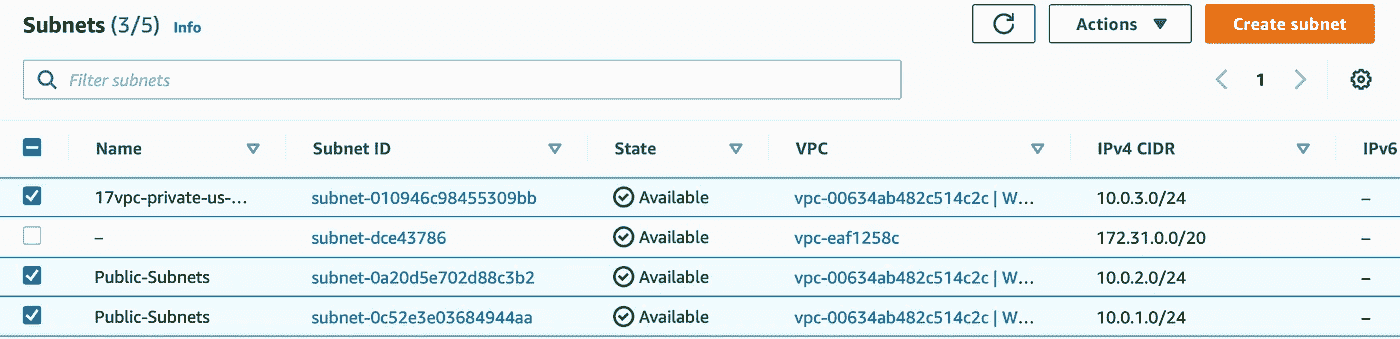 Subnets (3/5) Info Actions Create subnet
Filter subnets 1
Name Subnet ID State VPC IPv4 CIDR IPv6
17vpc-private-us-... subnet-010946c98455309bb Available vpc-00634ab482c514c2c | W... 10.0.3.0/24 –
– subnet-dce43786 Available vpc-eaf1258c 172.31.0.0/20 –
Public-Subnets subnet-0a20d5e702d88c3b2 Available vpc-00634ab482c514c2c | W... 10.0.2.0/24 –
Public-Subnets subnet-0c52e3e03684944aa Available vpc-00634ab482c514c2c | W... 10.0.1.0/24 –